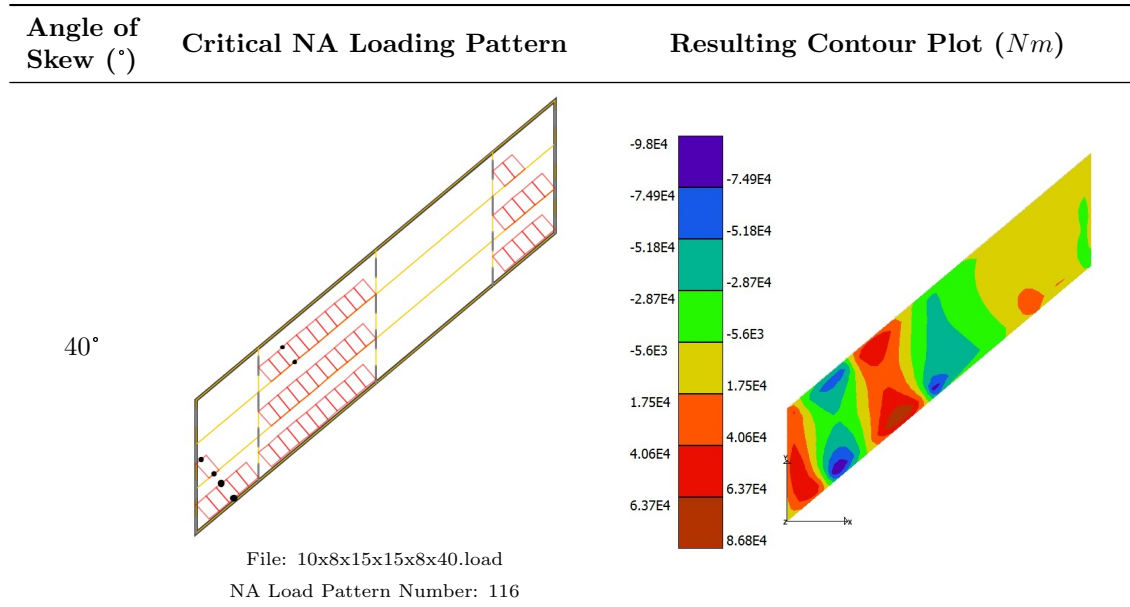 Angle of Skew (°) Critical NA Loading Pattern Resulting Contour Plot (Nm)
40°
-9.8E4
-7.49E4
-7.49E4
-5.18E4
-5.18E4
-2.87E4
-2.87E4
-5.6E3
-5.6E3
1.75E4
1.75E4
4.06E4
4.06E4
6.37E4
6.37E4
8.68E4
Y
Z
X
File: 10x8x15x15x8x40.load
NA Load Pattern Number: 116